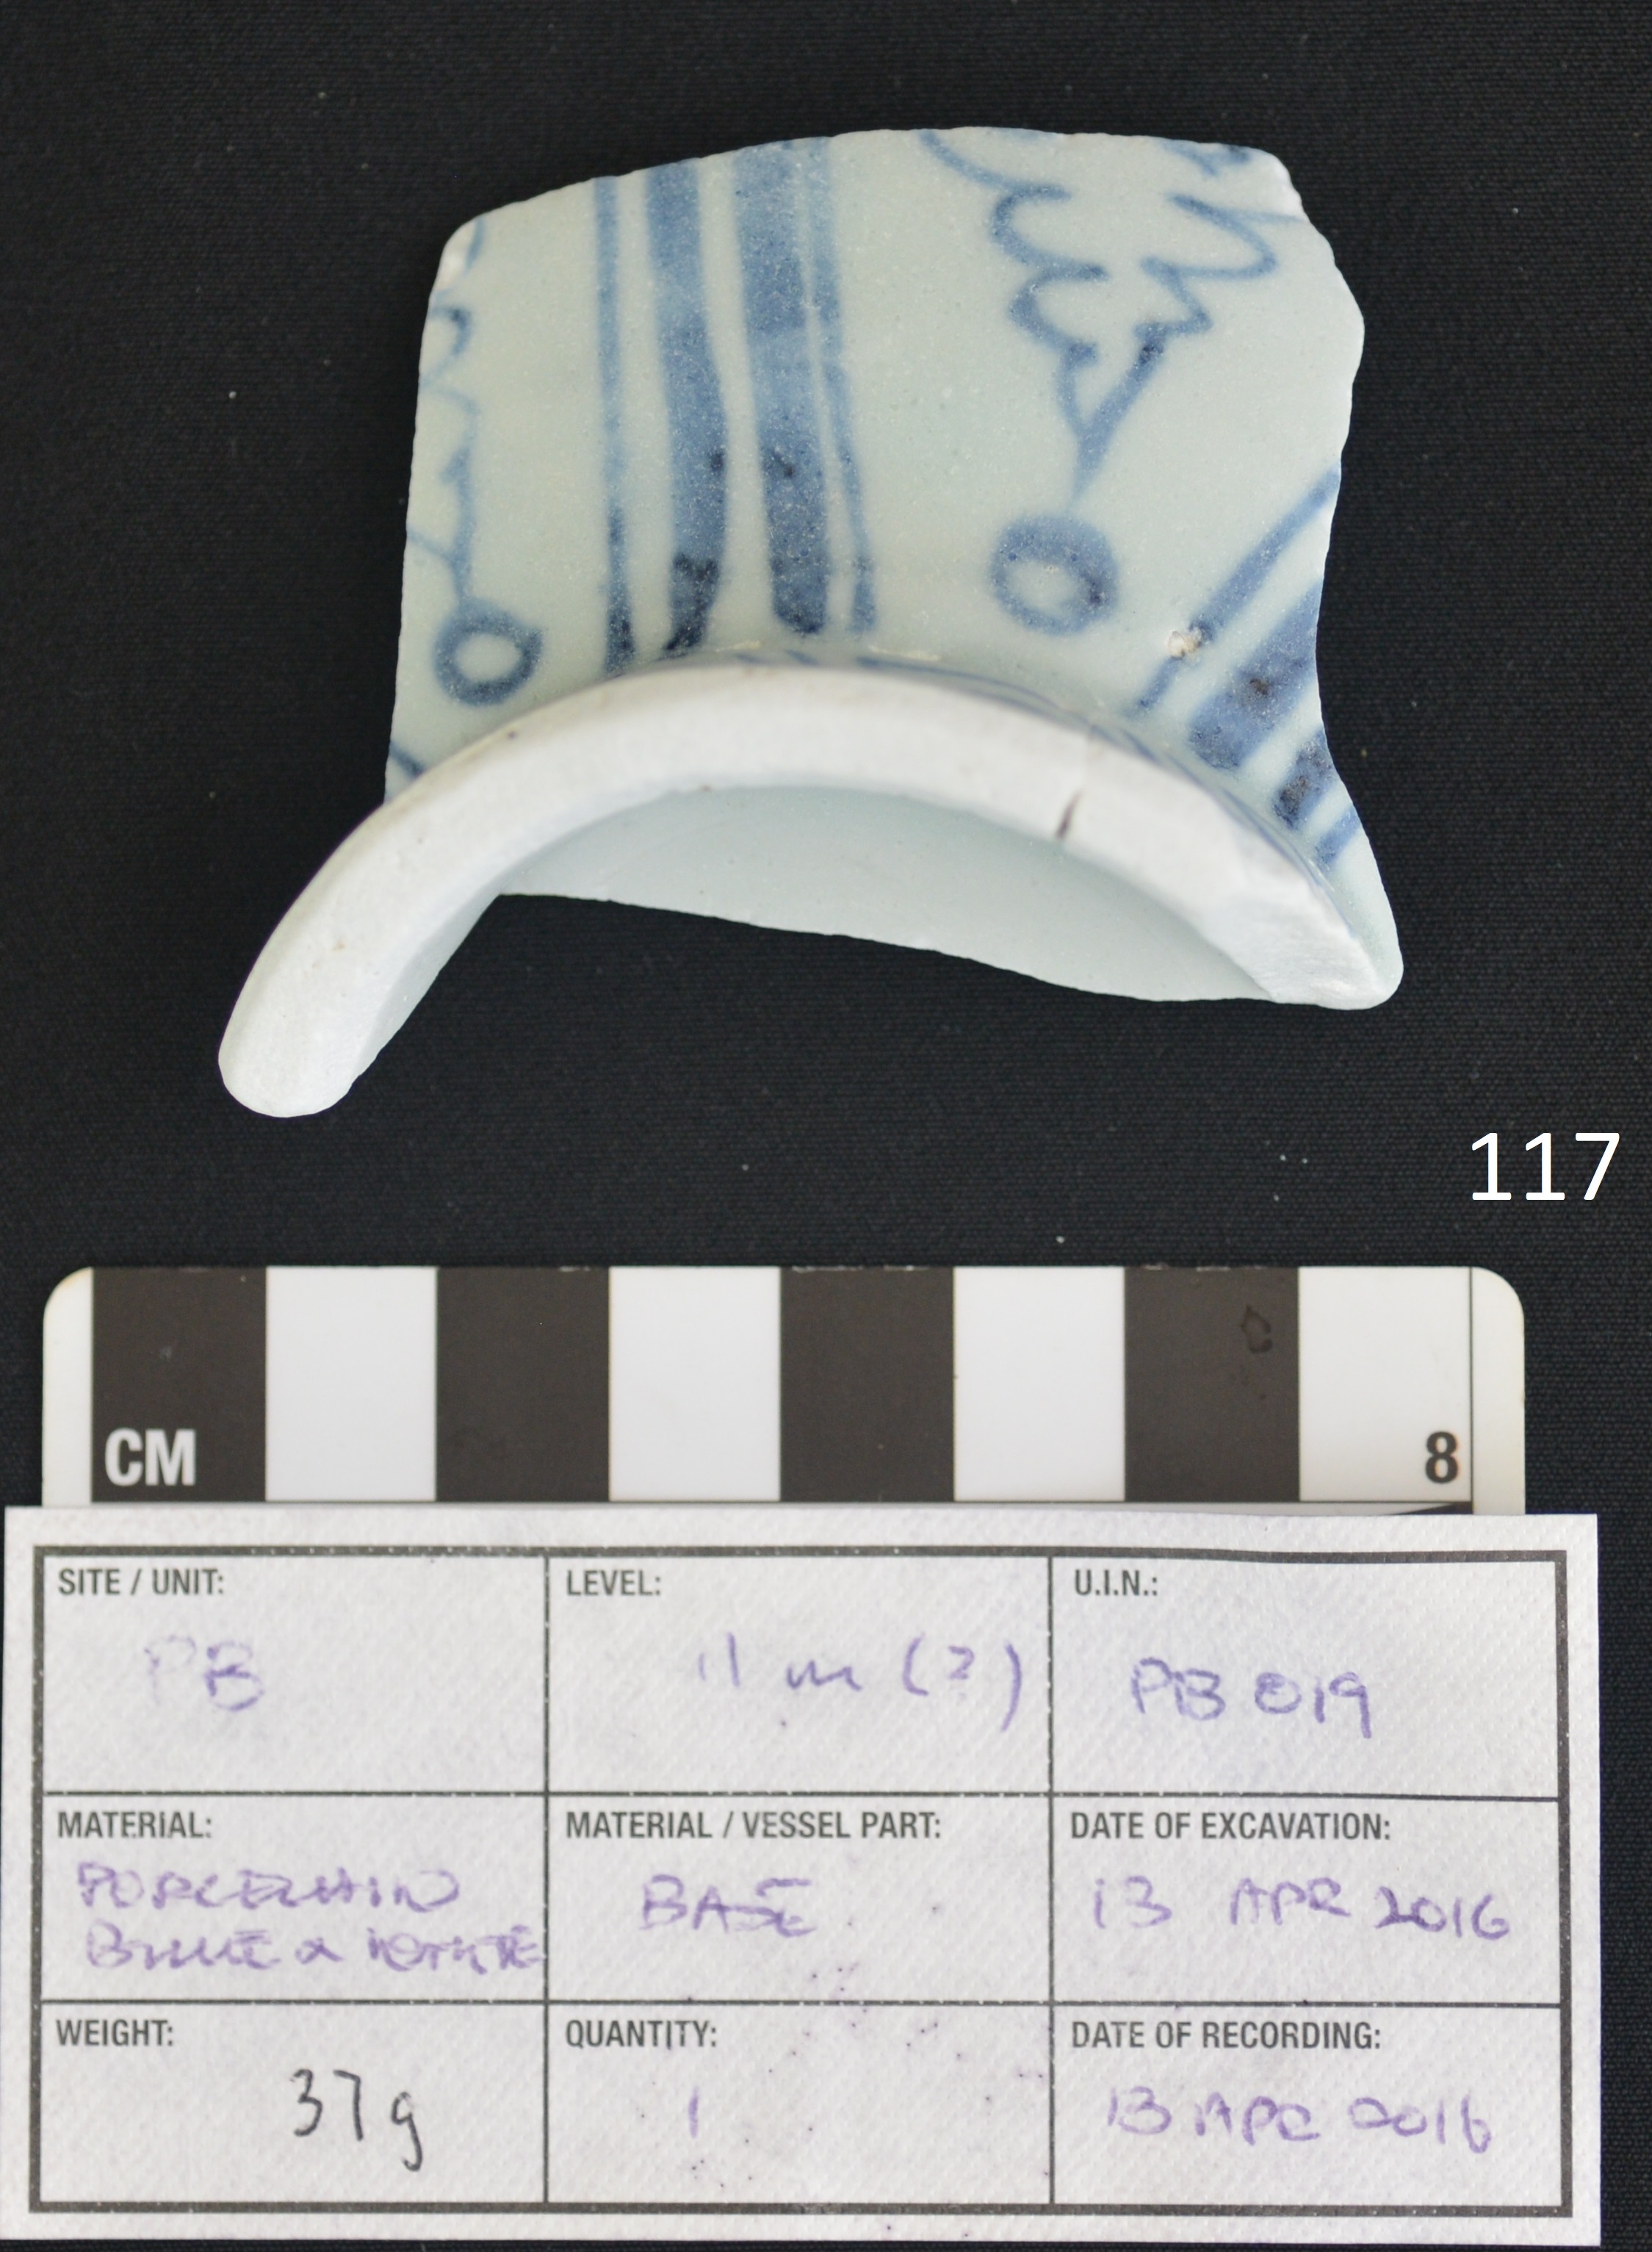 117
CM
8
SITE / UNIT:
PB
LEVEL:
11 m (?)
U.I.N.:
PB 019
MATERIAL:
PORCELAIN
BLUE & WHITE
MATERIAL / VESSEL PART:
BASE
DATE OF EXCAVATION:
13 APR 2016
WEIGHT:
37g
QUANTITY:
1
DATE OF RECORDING:
13 APR 2016